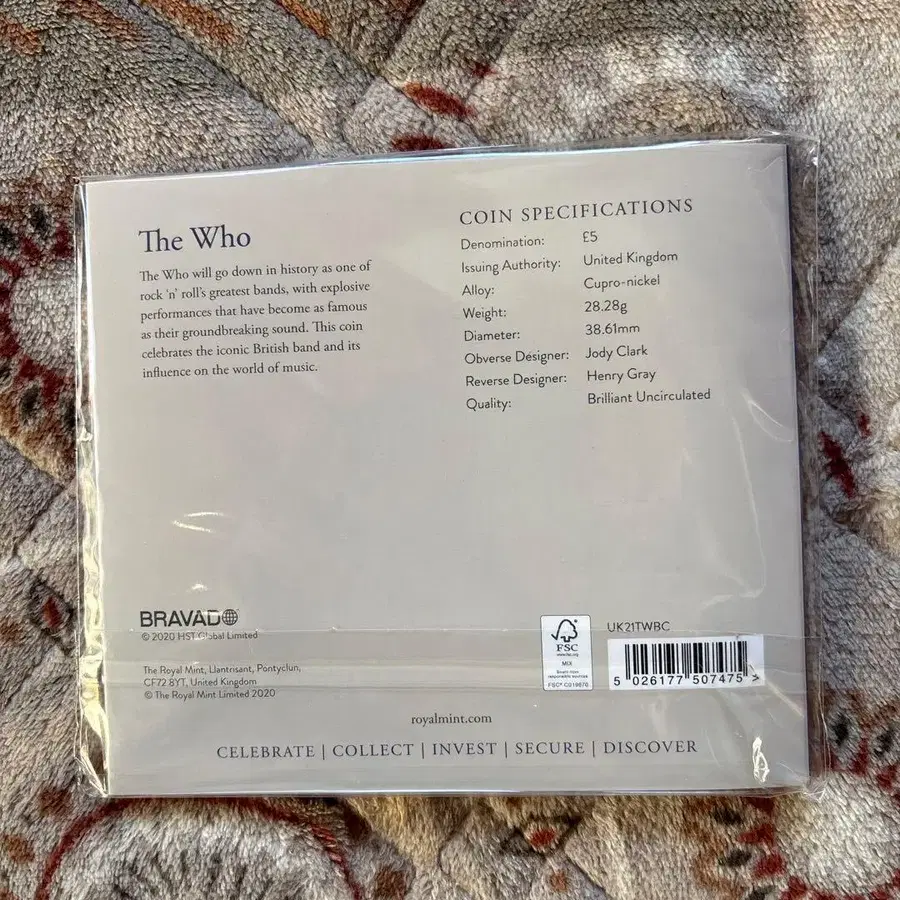 The Who
The Who will go down in history as one of
rock 'n' roll's greatest bands, with explosive
performances that have become as famous
as their groundbreaking sound. This coin
celebrates the iconic British band and its
influence on the world of music.
COIN SPECIFICATIONS
Denomination: £5
Issuing Authority: United Kingdom
Alloy: Cupro-nickel
Weight: 28.28g
Diameter: 38.61mm
Obverse Designer: Jody Clark
Reverse Designer: Henry Gray
Quality: Brilliant Uncirculated
BRAVADO
© 2020 HST Global Limited
The Royal Mint, Llantrisant, Pontyclun,
CF72 8YT, United Kingdom
© The Royal Mint Limited 2020
FSC
www.fsc.org
MIX
FSC® C019676
UK21TWBC
5 026177 507475 >
royalmint.com
CELEBRATE | COLLECT | INVEST | SECURE | DISCOVER